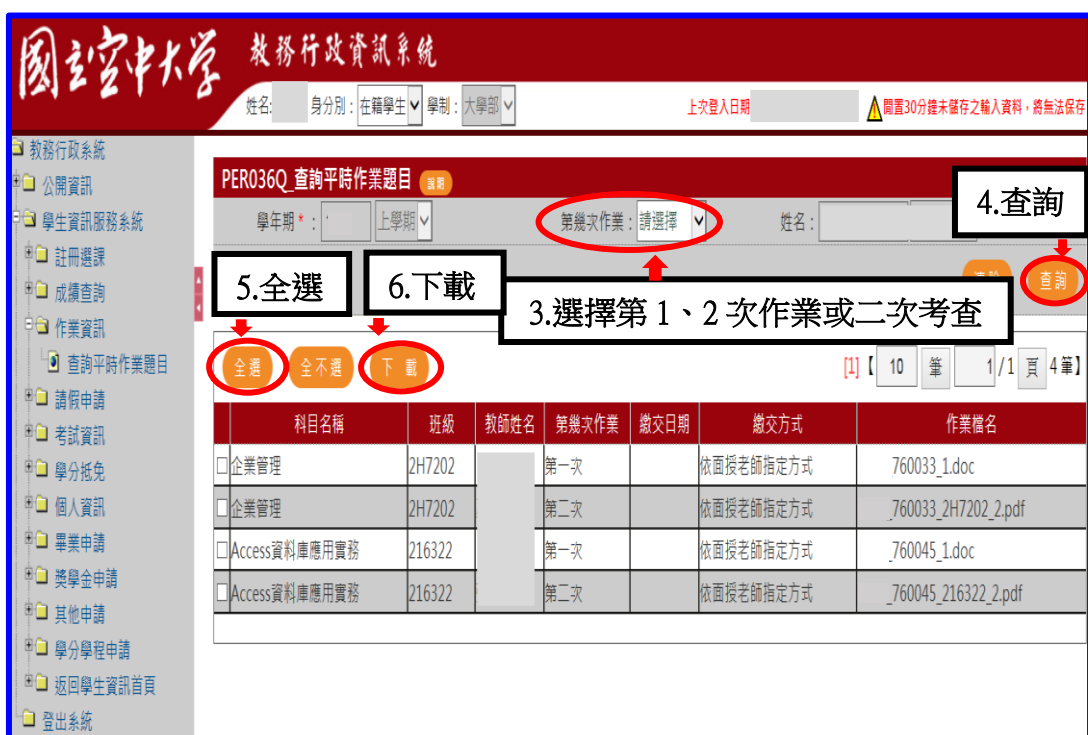 國立空中大学 教務行政資訊系統
姓名: 身分別：在籍學生 學制：大學部 上次登入日期 閒置30分鐘未儲存之輸入資料，將無法保存
教務行政系統
公開資訊
學生資訊服務系統
註冊選課
成績查詢
作業資訊
查詢平時作業題目
請假申請
考試資訊
學分抵免
個人資訊
畢業申請
獎學金申請
其他申請
學分學程申請
返回學生資訊首頁
登出系統
PER036Q_查詢平時作業題目 說明
學年期*： 上學期 第幾次作業：請選擇 姓名：
4.查詢
查詢
3.選擇第 1、2 次作業或二次考查
5.全選
6.下載
全選 全不選 下載 [1]【 10 筆 1 /1 頁 4筆】
科目名稱 班級 教師姓名 第幾次作業 繳交日期 繳交方式 作業檔名
企業管理 2H7202 第一次 依面授老師指定方式 760033_1.doc
企業管理 2H7202 第二次 依面授老師指定方式 _760033_2H7202_2.pdf
Access資料庫應用實務 216322 第一次 依面授老師指定方式 _760045_1.doc
Access資料庫應用實務 216322 第二次 依面授老師指定方式 _760045_216322_2.pdf